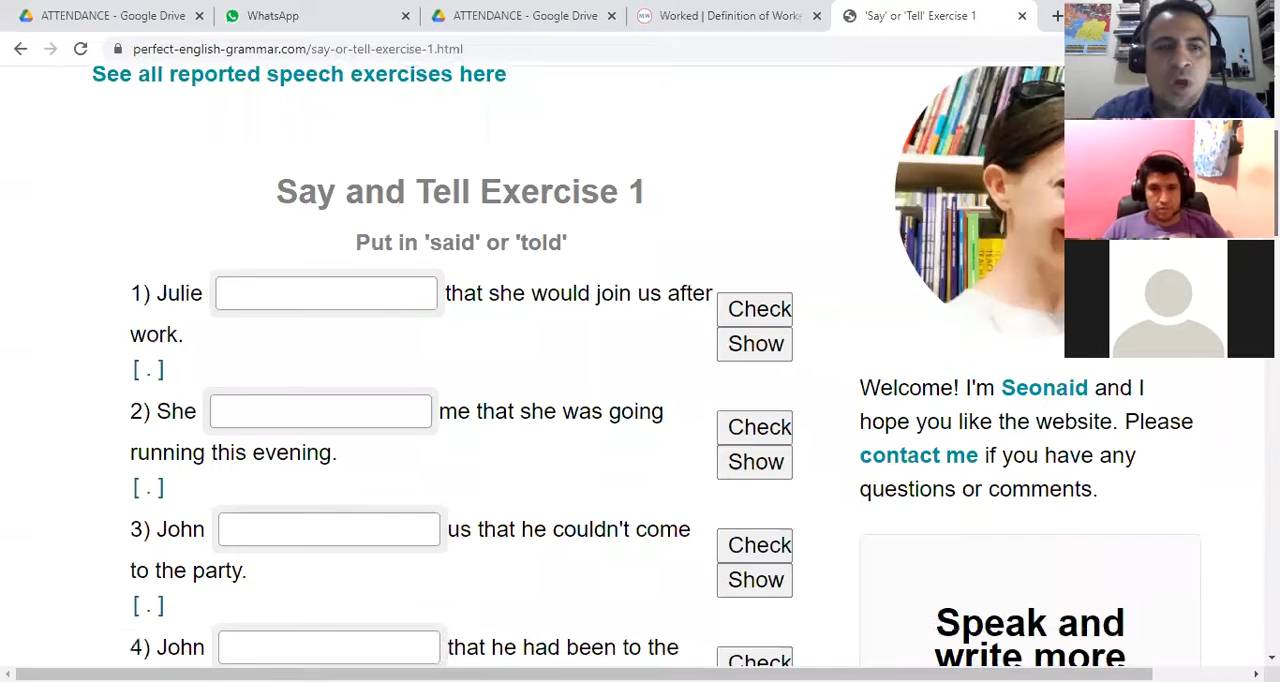 ATTENDANCE - Google Drive
WhatsApp
ATTENDANCE - Google Drive
Worked | Definition of Work
'Say' or 'Tell' Exercise 1
perfect-english-grammar.com/say-or-tell-exercise-1.html
See all reported speech exercises here
Say and Tell Exercise 1
Put in 'said' or 'told'
1) Julie that she would join us after
work.
[ . ]
Check
Show
2) She me that she was going
running this evening.
[ . ]
Check
Show
3) John us that he couldn't come
to the party.
[ . ]
Check
Show
4) John that he had been to the
Check
Welcome! I'm Seonaid and I
hope you like the website. Please
contact me if you have any
questions or comments.
Speak and
write more